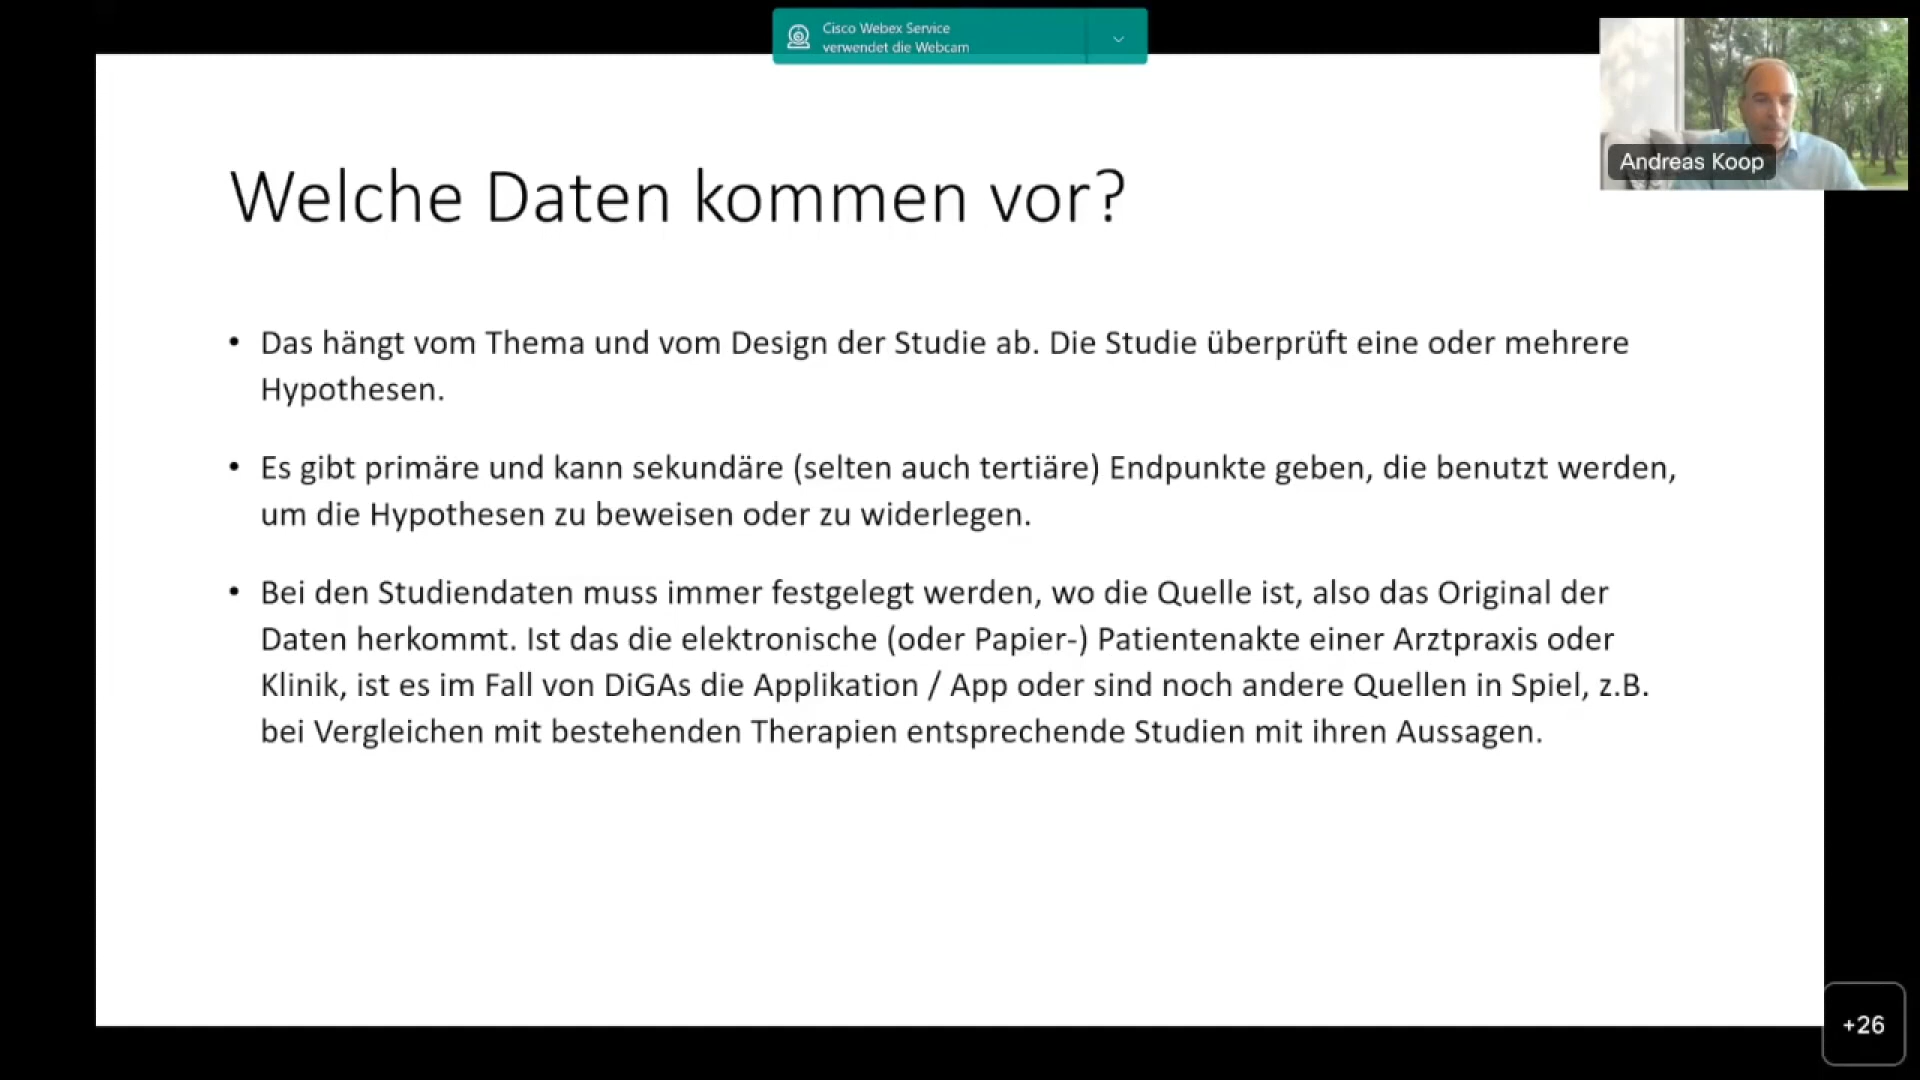 Cisco Webex Service
verwendet die Webcam
Andreas Koop
Welche Daten kommen vor?
• Das hängt vom Thema und vom Design der Studie ab. Die Studie überprüft eine oder mehrere
Hypothesen.
• Es gibt primäre und kann sekundäre (selten auch tertiäre) Endpunkte geben, die benutzt werden,
um die Hypothesen zu beweisen oder zu widerlegen.
• Bei den Studiendaten muss immer festgelegt werden, wo die Quelle ist, also das Original der
Daten herkommt. Ist das die elektronische (oder Papier-) Patientenakte einer Arztpraxis oder
Klinik, ist es im Fall von DiGAs die Applikation / App oder sind noch andere Quellen in Spiel, z.B.
bei Vergleichen mit bestehenden Therapien entsprechende Studien mit ihren Aussagen.
+26